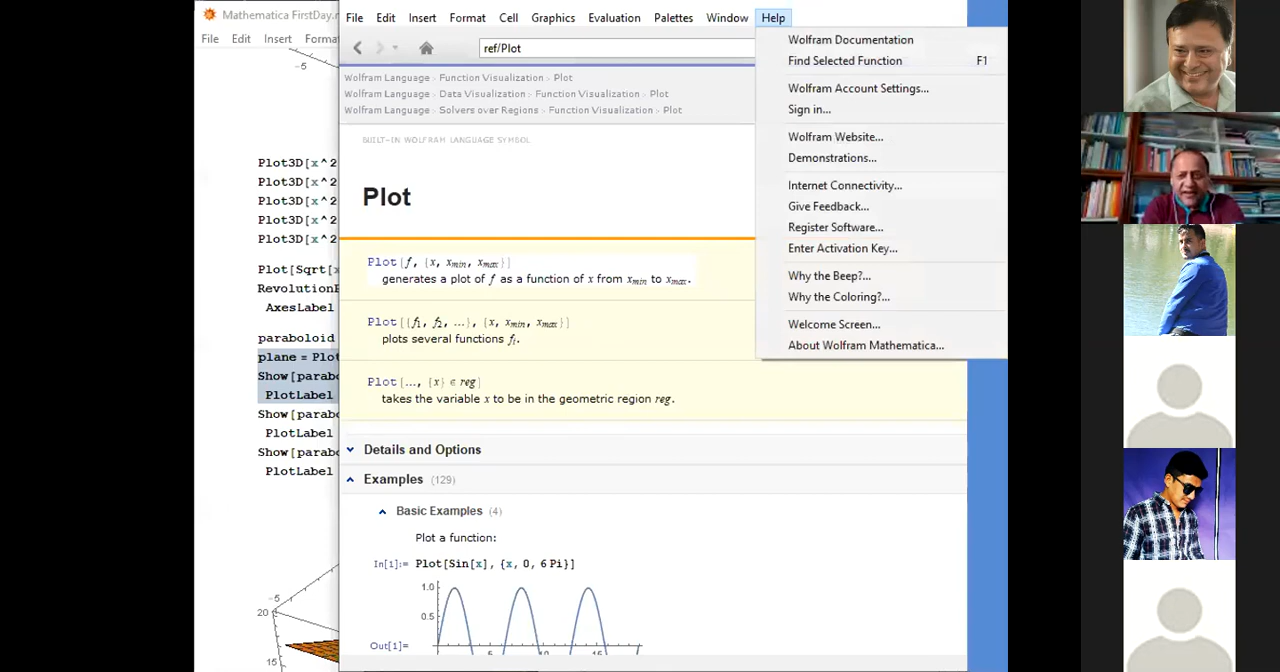 Mathematica FirstDay.n
File Edit Insert Forma
-5
Plot3D[x^2
Plot3D[x^2
Plot3D[x^2
Plot3D[x^2
Plot3D[x^2
Plot[Sqrt[x
RevolutionP
AxesLabel
paraboloid
plane = Plot
Show[parabo
PlotLabel
Show[parabo
PlotLabel
Show[parabo
PlotLabel
-5
20
15
File Edit Insert Format Cell Graphics Evaluation Palettes Window Help
ref/Plot
Wolfram Language > Function Visualization > Plot
Wolfram Language > Data Visualization > Function Visualization > Plot
Wolfram Language > Solvers over Regions > Function Visualization > Plot
BUILT-IN WOLFRAM LANGUAGE SYMBOL
Plot
Plot[f, {x, xmin, xmax}]
generates a plot of f as a function of x from xmin to xmax.
Plot[{f1, f2, …}, {x, xmin, xmax}]
plots several functions fi.
Plot[…, {x} ∈ reg]
takes the variable x to be in the geometric region reg.
Details and Options
Examples (129)
Basic Examples (4)
Plot a function:
In[1]:= Plot[Sin[x], {x, 0, 6 Pi}]
1.0
0.5
Out[1]=
5 10 15
Wolfram Documentation
Find Selected Function F1
Wolfram Account Settings...
Sign in...
Wolfram Website...
Demonstrations...
Internet Connectivity...
Give Feedback...
Register Software...
Enter Activation Key...
Why the Beep?...
Why the Coloring?...
Welcome Screen...
About Wolfram Mathematica...